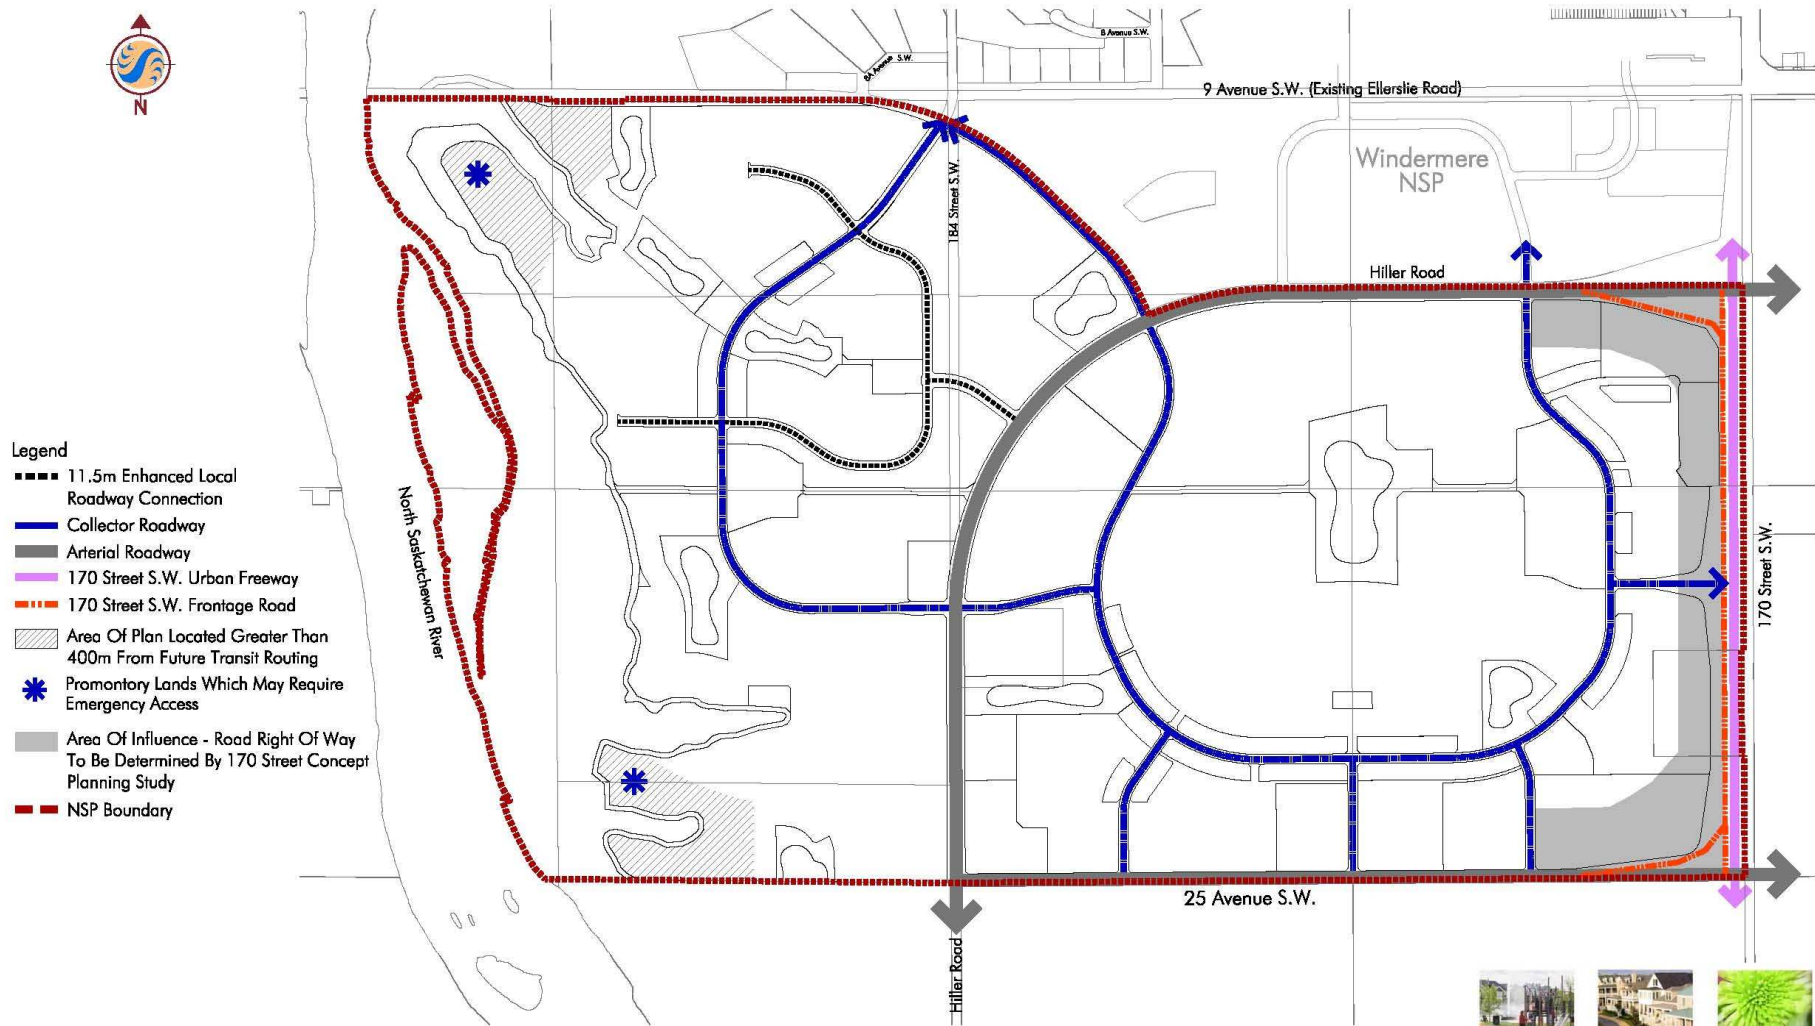 8 Avenue S.W.
8A Avenue S.W.
9 Avenue S.W. (Existing Ellerslie Road)
N
Windermere
NSP
184 Street S.W.
Hiller Road
Legend
11.5m Enhanced Local
Roadway Connection
Collector Roadway
Arterial Roadway
170 Street S.W. Urban Freeway
170 Street S.W. Frontage Road
Area Of Plan Located Greater Than
400m From Future Transit Routing
Promontory Lands Which May Require
Emergency Access
Area Of Influence - Road Right Of Way
To Be Determined By 170 Street Concept
Planning Study
NSP Boundary
North Saskatchewan River
170 Street S.W.
25 Avenue S.W.
Hiller Road